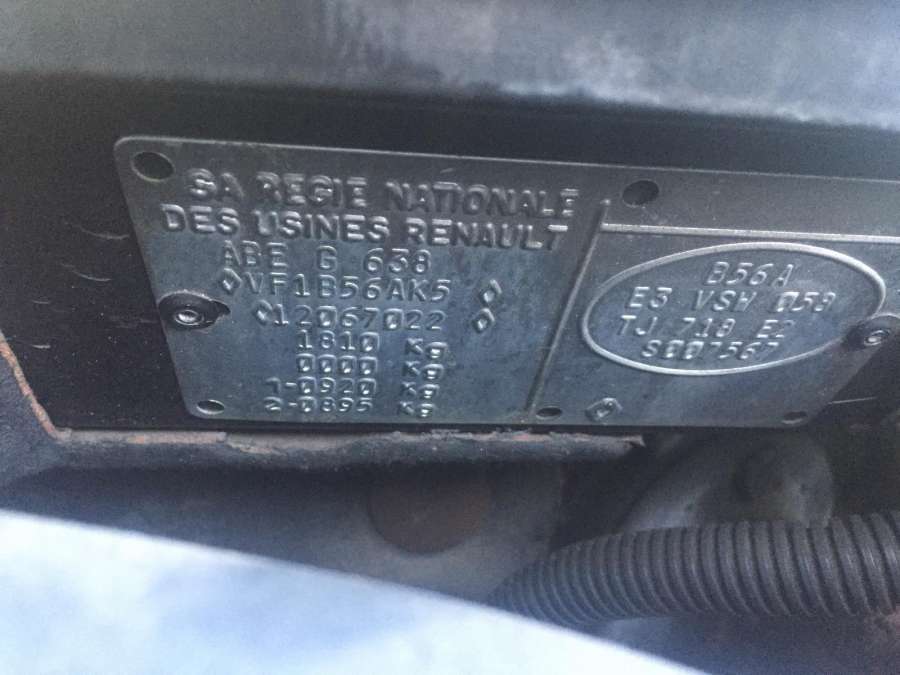 SA REGIE NATIONALE
DES USINES RENAULT
ABE G 638
◇VF1B56AK5 ◇
◇12067022 ◇
1810 kg
0000 kg
1-0920 kg
2-0895 kg
B56A
E3 VSW 058
TJ 718 E2
S007567